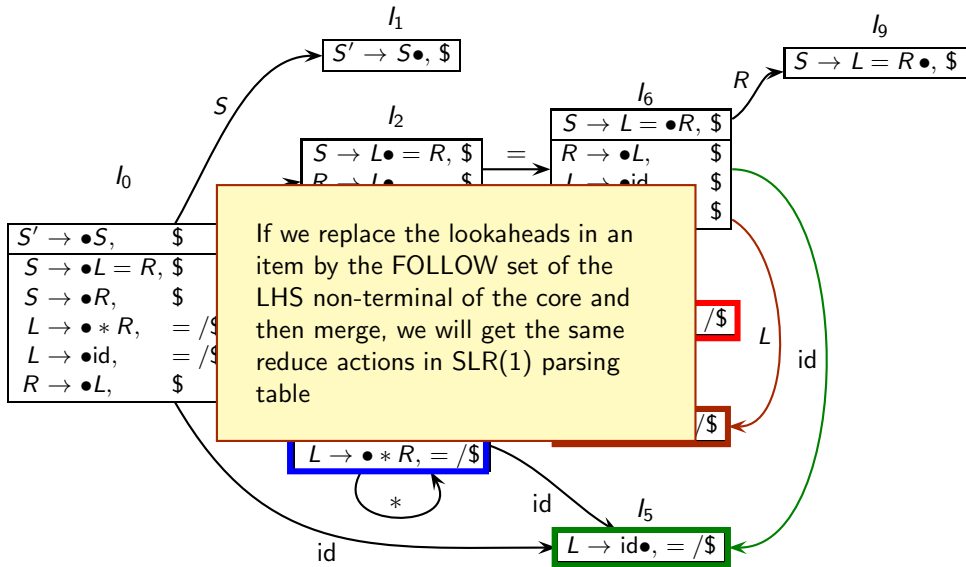 I1
S′ → S•, $
I9
S → L = R •, $
R
S
I6
S → L = •R, $
R → •L, $
L → •id $
$
I2
S → L• = R, $
R → L•
=
I0
S′ → •S, $
S → •L = R, $
S → •R, $
L → • ∗ R, = /$
L → •id, = /$
R → •L, $
If we replace the lookaheads in an
item by the FOLLOW set of the
LHS non-terminal of the core and
then merge, we will get the same
reduce actions in SLR(1) parsing
table
/$
L
id
/$
L → • ∗ R, = /$
∗
id
id
I5
L → id•, = /$